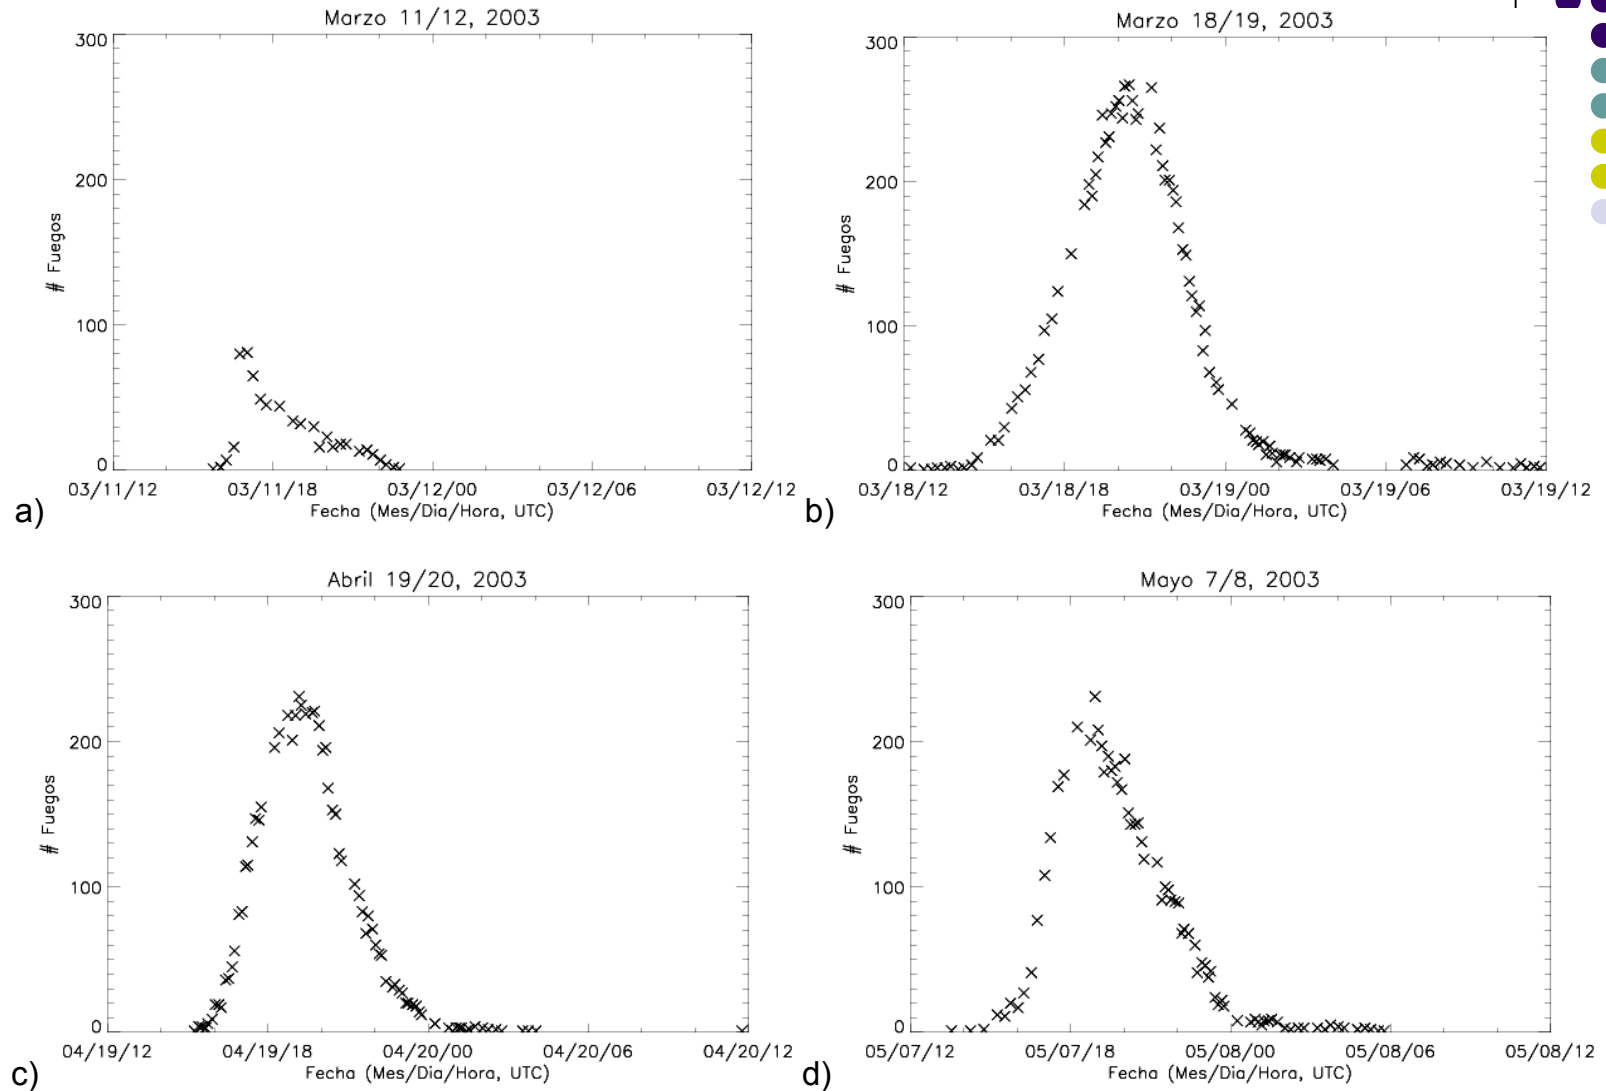 Marzo 11/12, 2003
300
200
100
0
# Fuegos
03/11/12 03/11/18 03/12/00 03/12/06 03/12/12
Fecha (Mes/Dia/Hora, UTC)
a)
Marzo 18/19, 2003
300
200
100
0
# Fuegos
03/18/12 03/18/18 03/19/00 03/19/06 03/19/12
Fecha (Mes/Dia/Hora, UTC)
b)
Abril 19/20, 2003
300
200
100
0
# Fuegos
04/19/12 04/19/18 04/20/00 04/20/06 04/20/12
Fecha (Mes/Dia/Hora, UTC)
c)
Mayo 7/8, 2003
300
200
100
0
# Fuegos
05/07/12 05/07/18 05/08/00 05/08/06 05/08/12
Fecha (Mes/Dia/Hora, UTC)
d)